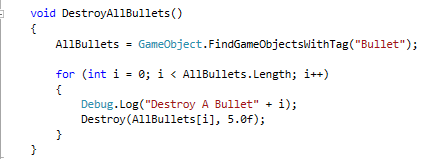 void DestroyAllBullets()
{
AllBullets = GameObject.FindGameObjectsWithTag("Bullet");
for (int i = 0; i < AllBullets.Length; i++)
{
Debug.Log("Destroy A Bullet" + i);
Destroy(AllBullets[i], 5.0f);
}
}